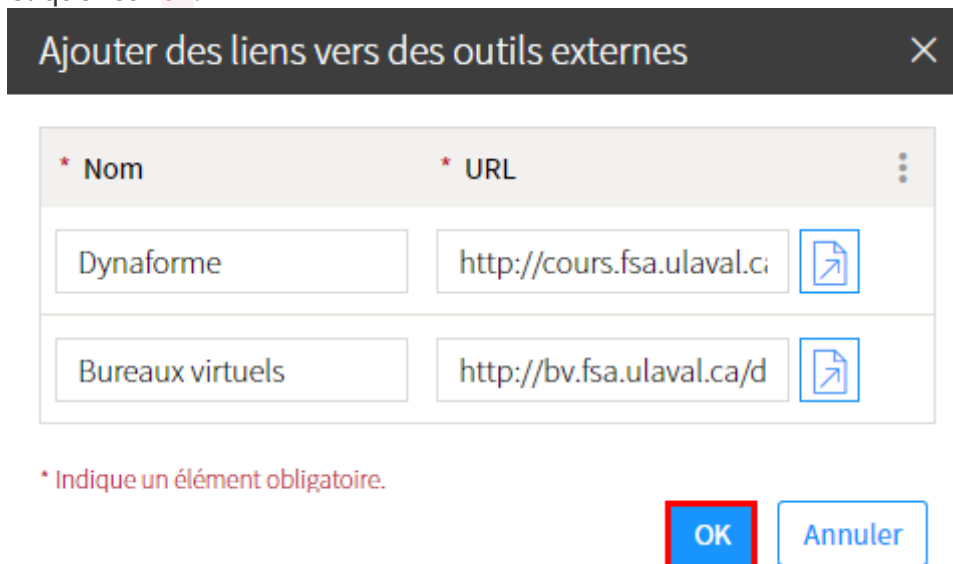 Ajouter des liens vers des outils externes
* Nom * URL
Dynaforme http://cours.fsa.ulaval.ca
Bureaux virtuels http://bv.fsa.ulaval.ca/d
* Indique un élément obligatoire.
OK Annuler